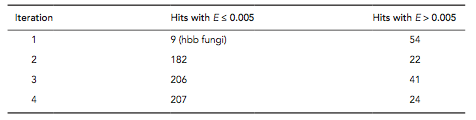 Iteration Hits with E ≤ 0.005 Hits with E > 0.005
1 9 (hbb fungi) 54
2 182 22
3 206 41
4 207 24